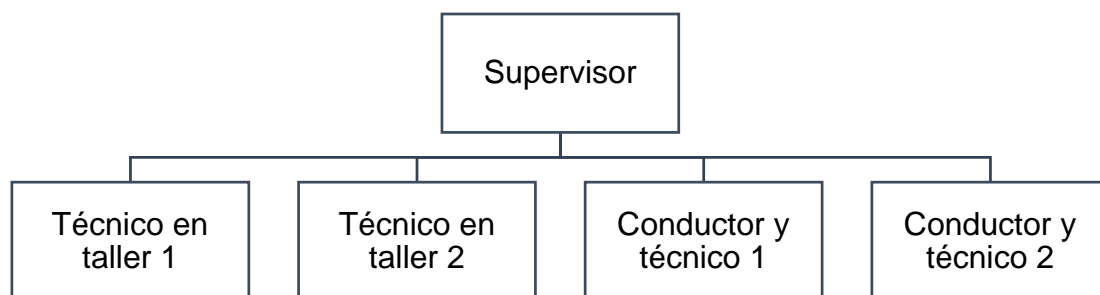 Supervisor
Técnico en
taller 1
Técnico en
taller 2
Conductor y
técnico 1
Conductor y
técnico 2